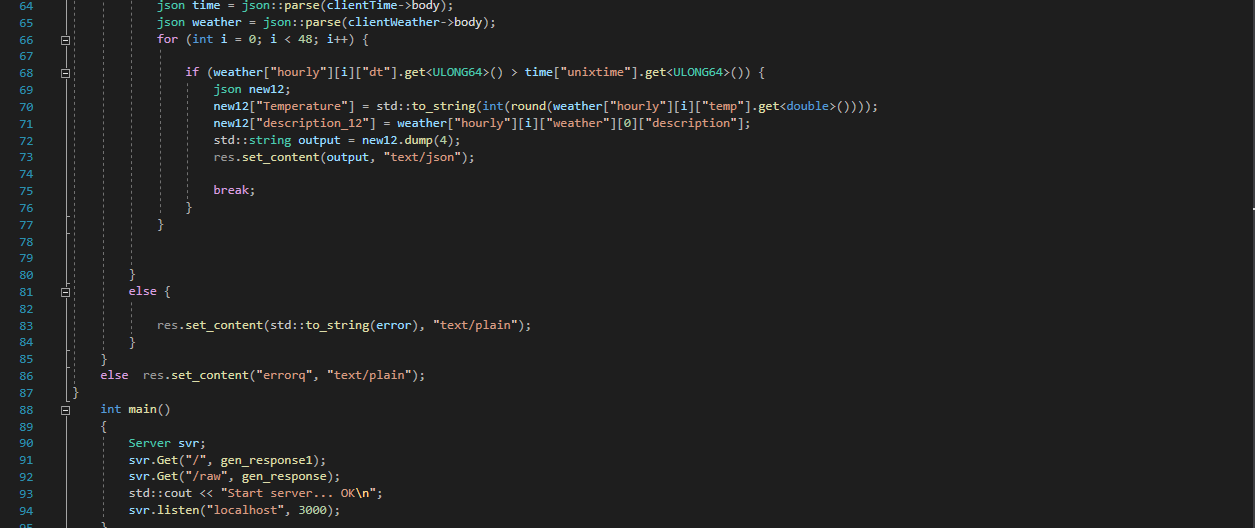 64 json time = json::parse(clientTime->body);
65 json weather = json::parse(clientWeather->body);
66 for (int i = 0; i < 48; i++) {
67
68 if (weather["hourly"][i]["dt"].get<ULONG64>() > time["unixtime"].get<ULONG64>()) {
69 json new12;
70 new12["Temperature"] = std::to_string(int(round(weather["hourly"][i]["temp"].get<double>())));
71 new12["description_12"] = weather["hourly"][i]["weather"][0]["description"];
72 std::string output = new12.dump(4);
73 res.set_content(output, "text/json");
74
75 break;
76 }
77 }
78
79
80 }
81 else {
82
83 res.set_content(std::to_string(error), "text/plain");
84 }
85 }
86 else  res.set_content("errorq", "text/plain");
87 }
88 int main()
89 {
90 Server svr;
91 svr.Get("/", gen_response1);
92 svr.Get("/raw", gen_response);
93 std::cout << "Start server... OK\n";
94 svr.listen("localhost", 3000);
95 }